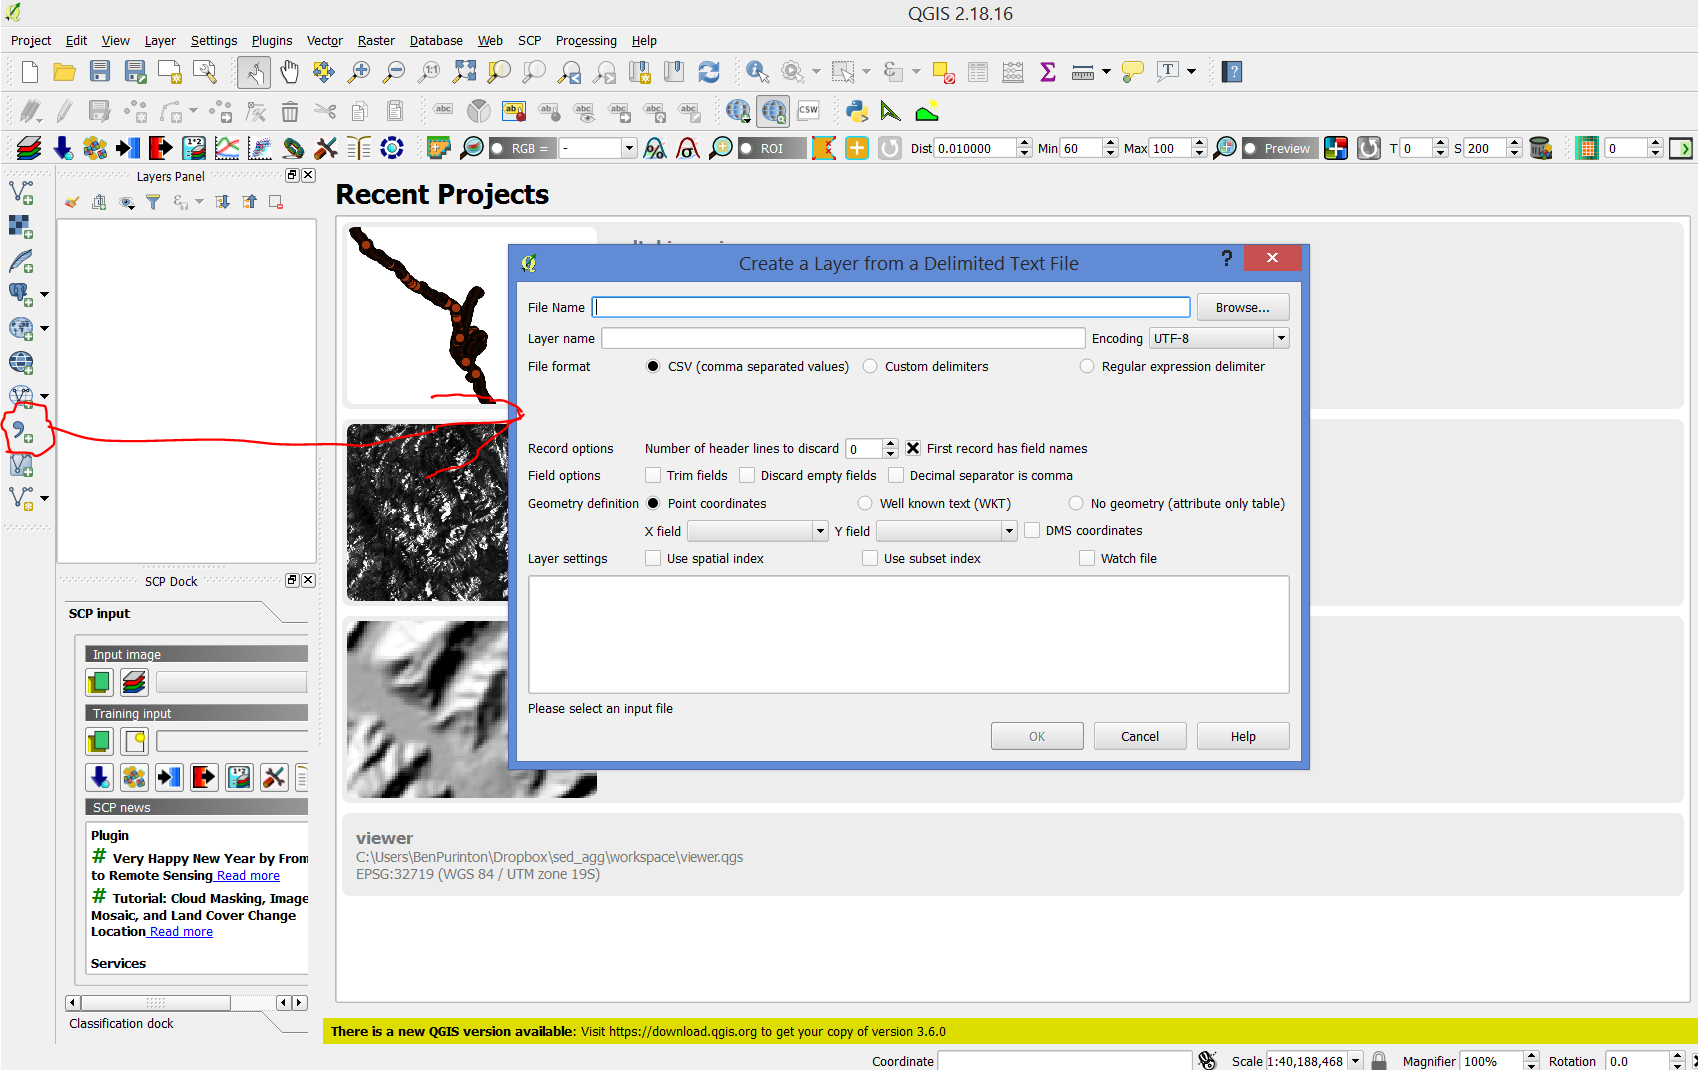 QGIS 2.18.16
Project Edit View Layer Settings Plugins Vector Raster Database Web SCP Processing Help
RGB = - ROI Dist 0.010000 Min 60 Max 100 Preview T 0 S 200 0
Layers Panel
Recent Projects
Create a Layer from a Delimited Text File
File Name Browse...
Layer name Encoding UTF-8
File format CSV (comma separated values) Custom delimiters Regular expression delimiter
Record options Number of header lines to discard 0 First record has field names
Field options Trim fields Discard empty fields Decimal separator is comma
Geometry definition Point coordinates Well known text (WKT) No geometry (attribute only table)
X field Y field DMS coordinates
Layer settings Use spatial index Use subset index Watch file
Please select an input file
OK Cancel Help
SCP Dock
SCP input
Input image
Training input
SCP news
Plugin
# Very Happy New Year by From
to Remote Sensing Read more
# Tutorial: Cloud Masking, Image
Mosaic, and Land Cover Change
Location Read more
Services
Classification dock
viewer
C:\Users\BenPurinton\Dropbox\sed_agg\workspace\viewer.qgs
EPSG:32719 (WGS 84 / UTM zone 19S)
There is a new QGIS version available: Visit https://download.qgis.org to get your copy of version 3.6.0
Coordinate Scale 1:40,188,468 Magnifier 100% Rotation 0.0